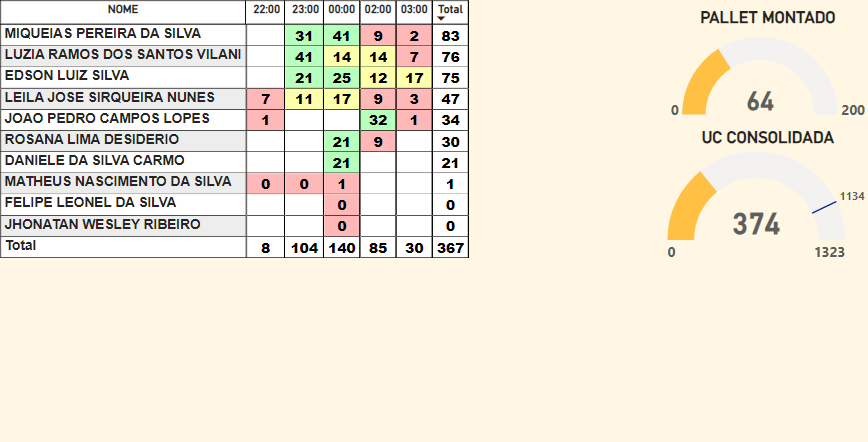 NOME 22:00 23:00 00:00 02:00 03:00 Total
MIQUEIAS PEREIRA DA SILVA 31 41 9 2 83
LUZIA RAMOS DOS SANTOS VILANI 41 14 14 7 76
EDSON LUIZ SILVA 21 25 12 17 75
LEILA JOSE SIRQUEIRA NUNES 7 11 17 9 3 47
JOAO PEDRO CAMPOS LOPES 1 32 1 34
ROSANA LIMA DESIDERIO 21 9 30
DANIELE DA SILVA CARMO 21 21
MATHEUS NASCIMENTO DA SILVA 0 0 1 1
FELIPE LEONEL DA SILVA 0 0
JHONATAN WESLEY RIBEIRO 0 0
Total 8 104 140 85 30 367
PALLET MONTADO
64
0 200
UC CONSOLIDADA
1134
374
0 1323